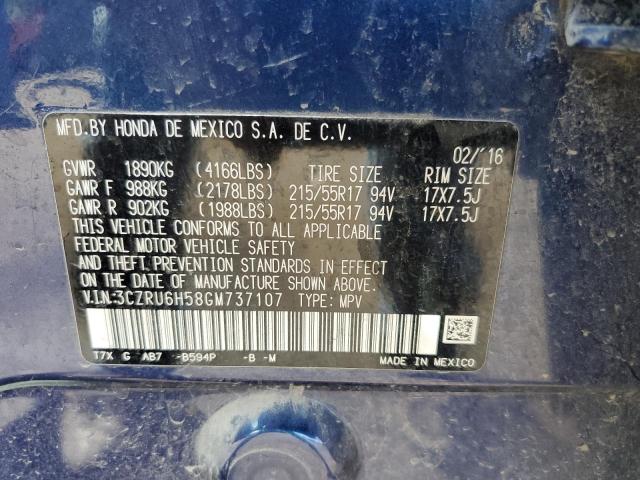 MFD.BY HONDA DE MEXICO S.A. DE C.V.
02/'16
GVWR 1890KG (4166LBS) TIRE SIZE RIM SIZE
GAWR F 988KG (2178LBS) 215/55R17 94V 17X7.5J
GAWR R 902KG (1988LBS) 215/55R17 94V 17X7.5J
THIS VEHICLE CONFORMS TO ALL APPLICABLE
FEDERAL MOTOR VEHICLE SAFETY
AND THEFT PREVENTION STANDARDS IN EFFECT
ON THE DATE OF MANUFACTURE SHOWN ABOVE.
V.I.N:3CZRU6H58GM737107 TYPE: MPV
T7X G AB7 -B594P -B -M
MADE IN MEXICO